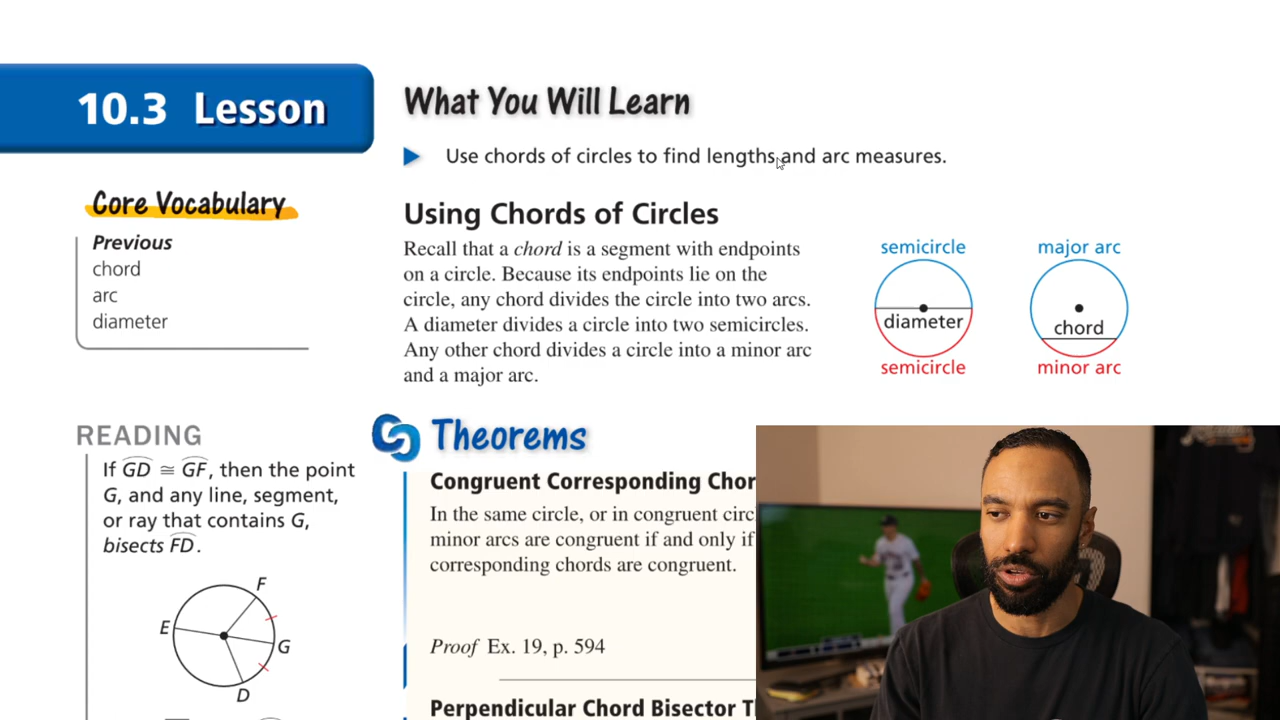 10.3 Lesson
What You Will Learn
Use chords of circles to find lengths and arc measures.
Core Vocabulary
Previous
chord
arc
diameter
Using Chords of Circles
Recall that a chord is a segment with endpoints
on a circle. Because its endpoints lie on the
circle, any chord divides the circle into two arcs.
A diameter divides a circle into two semicircles.
Any other chord divides a circle into a minor arc
and a major arc.
semicircle
diameter
semicircle
major arc
chord
minor arc
READING
If GD ≅ GF, then the point
G, and any line, segment,
or ray that contains G,
bisects FD.
F
E
G
D
Theorems
Congruent Corresponding
In the same circle, or in congruent
minor arcs are congruent if and only if
corresponding chords are congruent.
Proof Ex. 19, p. 594
Perpendicular Chord Bisector